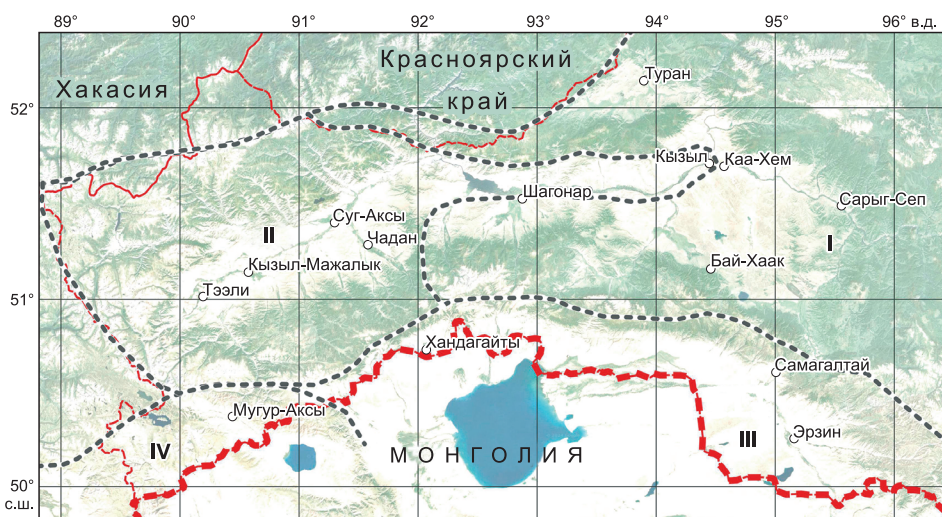 89° 90° 91° 92° 93° 94° 95° 96° в.д.
Красноярский
Туран
Хакасия
край
52°
Кызыл
Каа-Хем
Шагонар
Сарыг-Сеп
Суг-Аксы
II
Чадан
I
Бай-Хаак
Кызыл-Мажалык
Тээли
51°
Хандагайты
Самагалтай
Мугур-Аксы
Эрзин
III
IV
МОНГОЛИЯ
50°
с.ш.